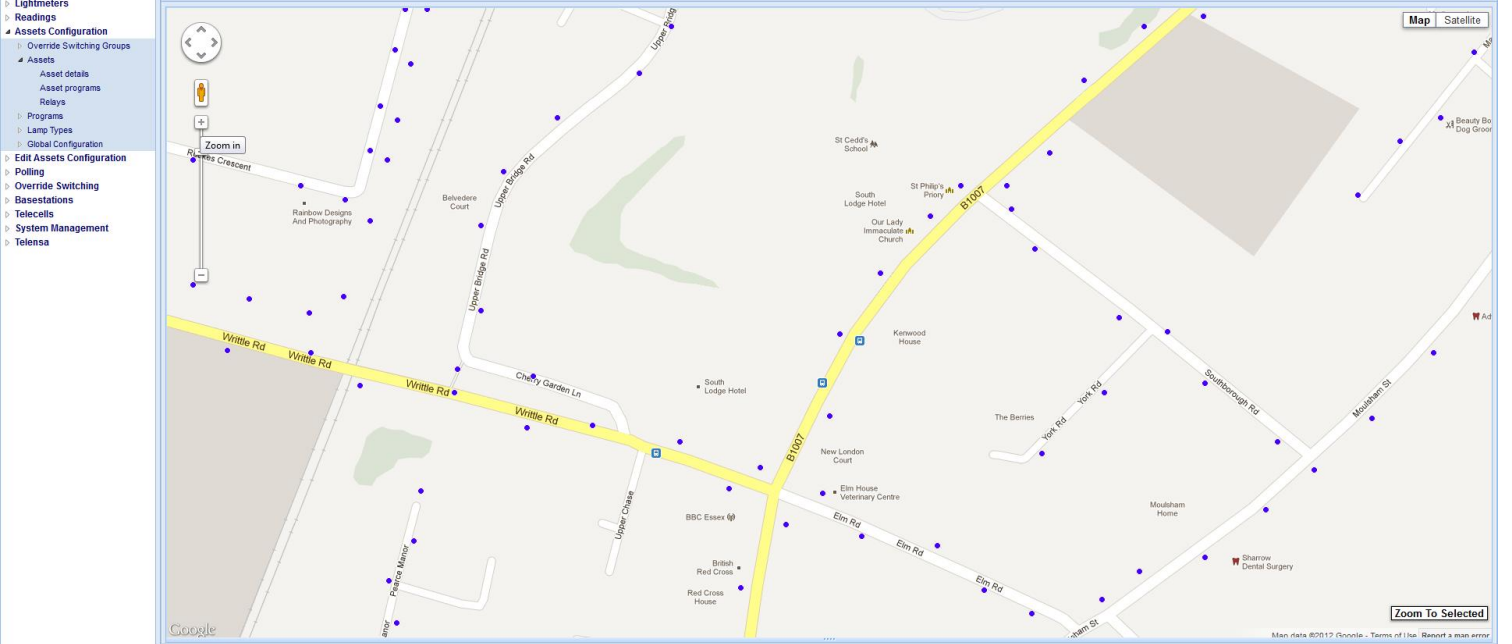 Lightmeters
Readings
Assets Configuration
Override Switching Groups
Assets
Asset details
Asset programs
Relays
Programs
Lamp Types
Global Configuration
Edit Assets Configuration
Polling
Override Switching
Basestations
Telecells
System Management
Telensa
Zoom in
Map
Satellite
Upper Bridg
Crescent
Rainbow Designs
And Photography
Belvedere
Court
Upper Bridge Rd
Upper Bridge Rd
St Cedd's
School
South
Lodge Hotel
St Philip's
Priory
Our Lady
Immaculate
Church
B1007
Beauty Bo
Dog Groor
Ad
Kenwood
House
Writtle Rd
Writtle Rd
Writtle Rd
Writtle Rd
Cherry Garden Ln
South
Lodge Hotel
York Rd
York Rd
The Berries
Southborough Rd
Moulsham St
B1007
New London
Court
Elm House
Veterinary Centre
Upper Chase
BBC Essex
Elm Rd
Elm Rd
Elm Rd
Moulsham
Home
Sharrow
Dental Surgery
Pearce Manor
anor
British
Red Cross
Red Cross
House
sham St
Zoom To Selected
Google
Map data ©2012 Google - Terms of Use Report a map error